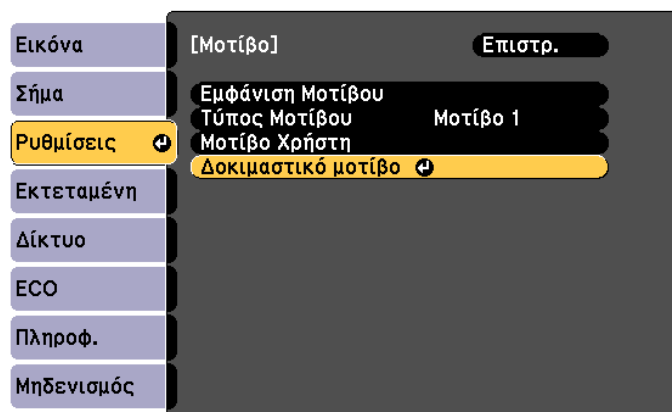 Εικόνα
Σήμα
Ρυθμίσεις
Εκτεταμένη
Δίκτυο
ECO
Πληροφ.
Μηδενισμός
[Μοτίβο] Επιστρ.
Εμφάνιση Μοτίβου
Τύπος Μοτίβου Μοτίβο 1
Μοτίβο Χρήστη
Δοκιμαστικό μοτίβο